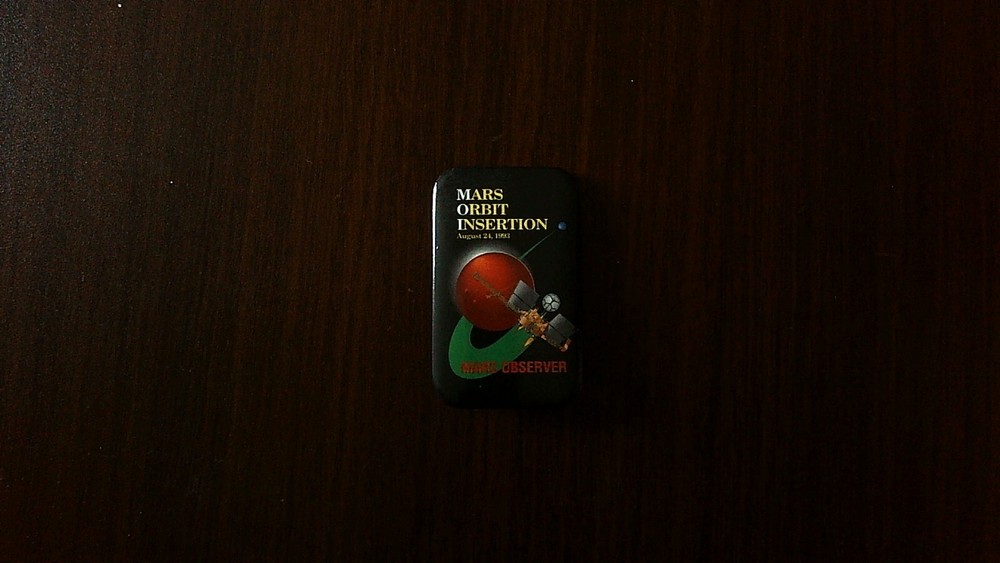 MARS
ORBIT
INSERTION
August 24, 1993
MARS OBSERVER